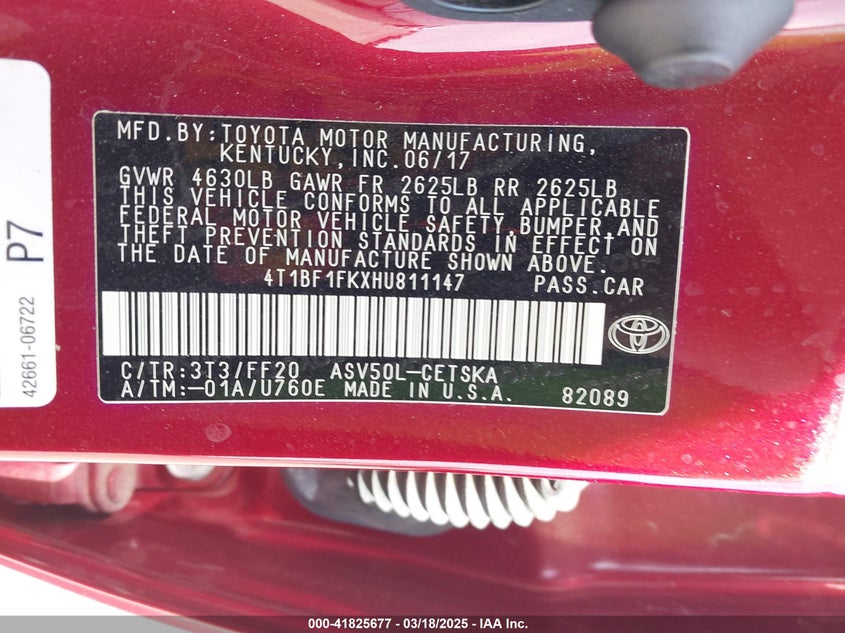 MFD.BY:TOYOTA MOTOR MANUFACTURING,
KENTUCKY,INC.06/17
GVWR 4630LB GAWR FR 2625LB RR 2625LB
THIS VEHICLE CONFORMS TO ALL APPLICABLE
FEDERAL MOTOR VEHICLE SAFETY,BUMPER,AND
THEFT PREVENTION STANDARDS IN EFFECT ON
THE DATE OF MANUFACTURE SHOWN ABOVE.
4T1BF1FKXHU811147 PASS.CAR
C/TR:3T3/FF20 ASV50L-CETSKA
A/TM:-01A/U760E MADE IN U.S.A. 82089
P7
42661-06722
000-41825677 - 03/18/2025 - IAA Inc.